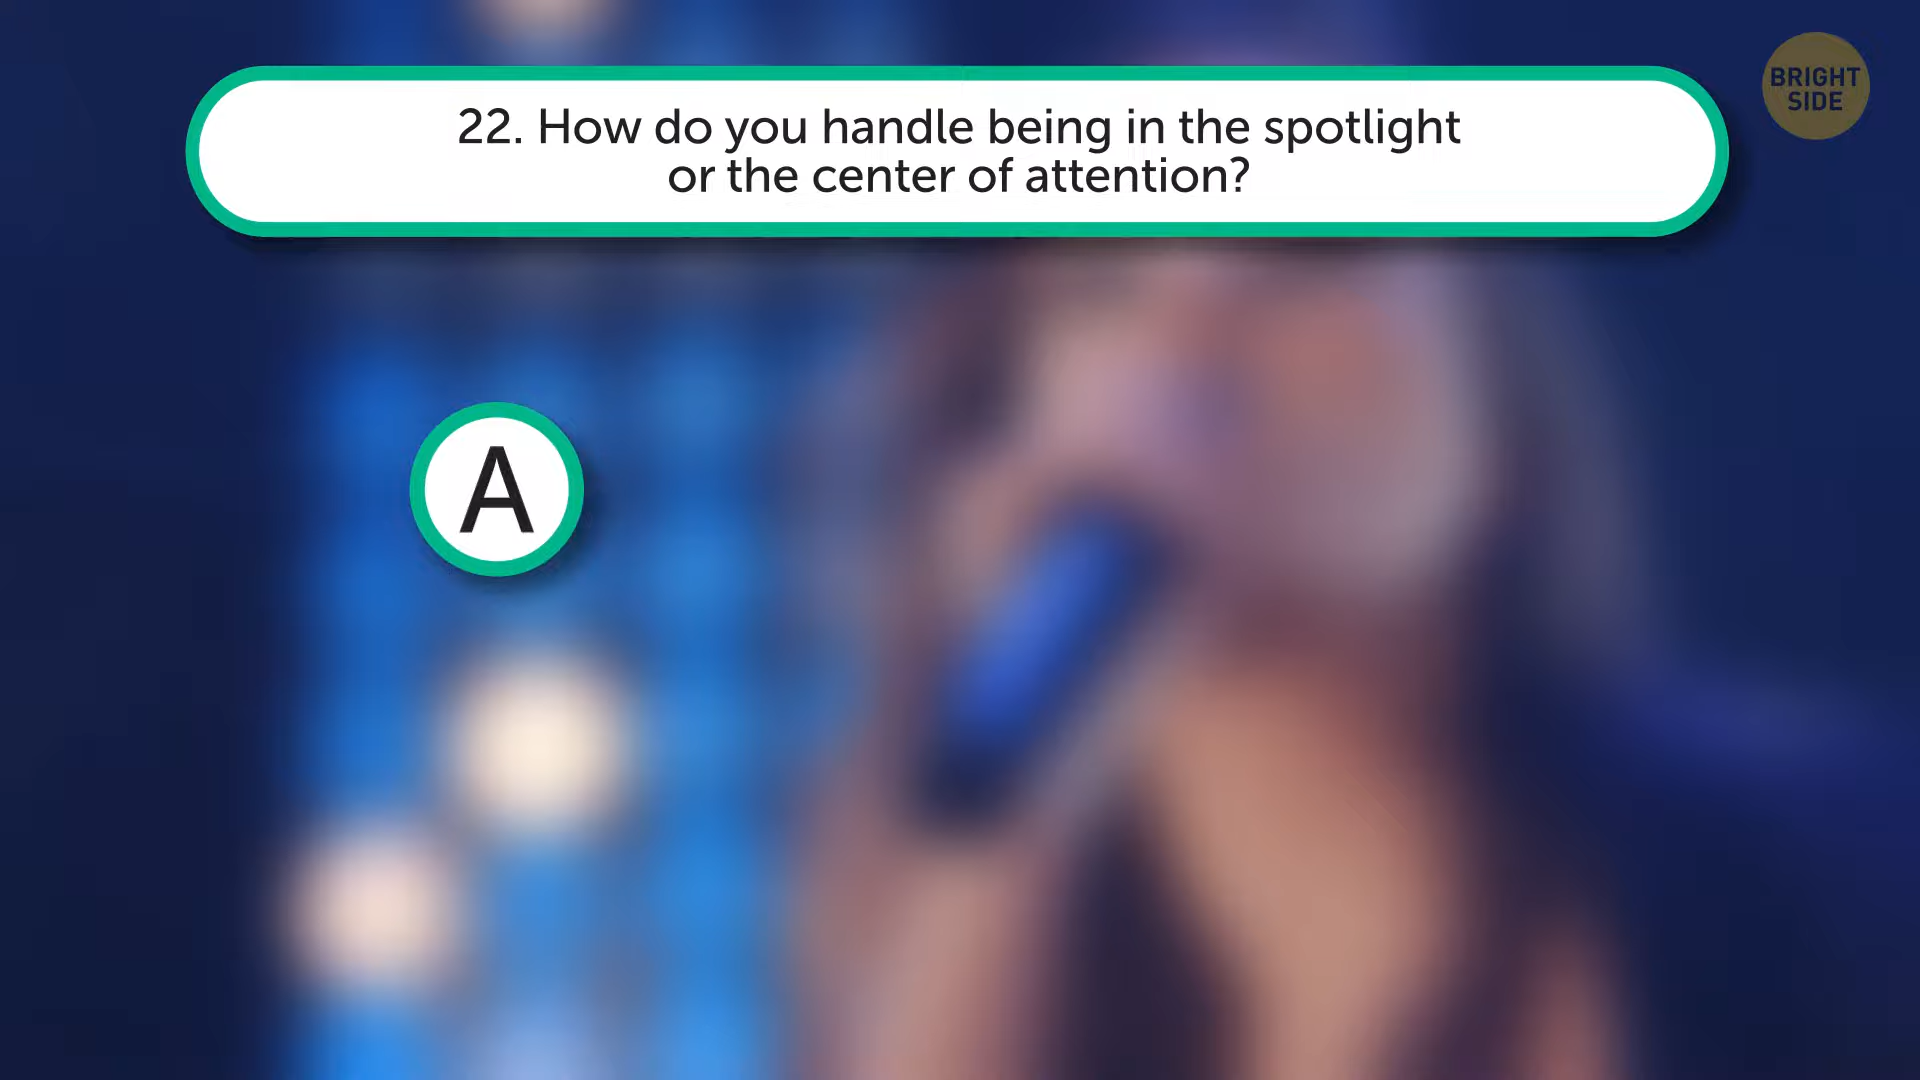 22. How do you handle being in the spotlight
or the center of attention?
BRIGHT
SIDE
A